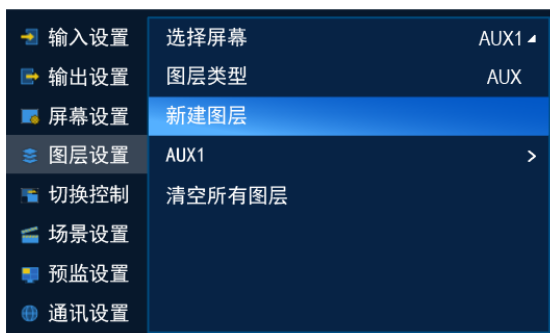 输入设置
输出设置
屏幕设置
图层设置
切换控制
场景设置
预监设置
通讯设置
选择屏幕 AUX1
图层类型 AUX
新建图层
AUX1 >
清空所有图层